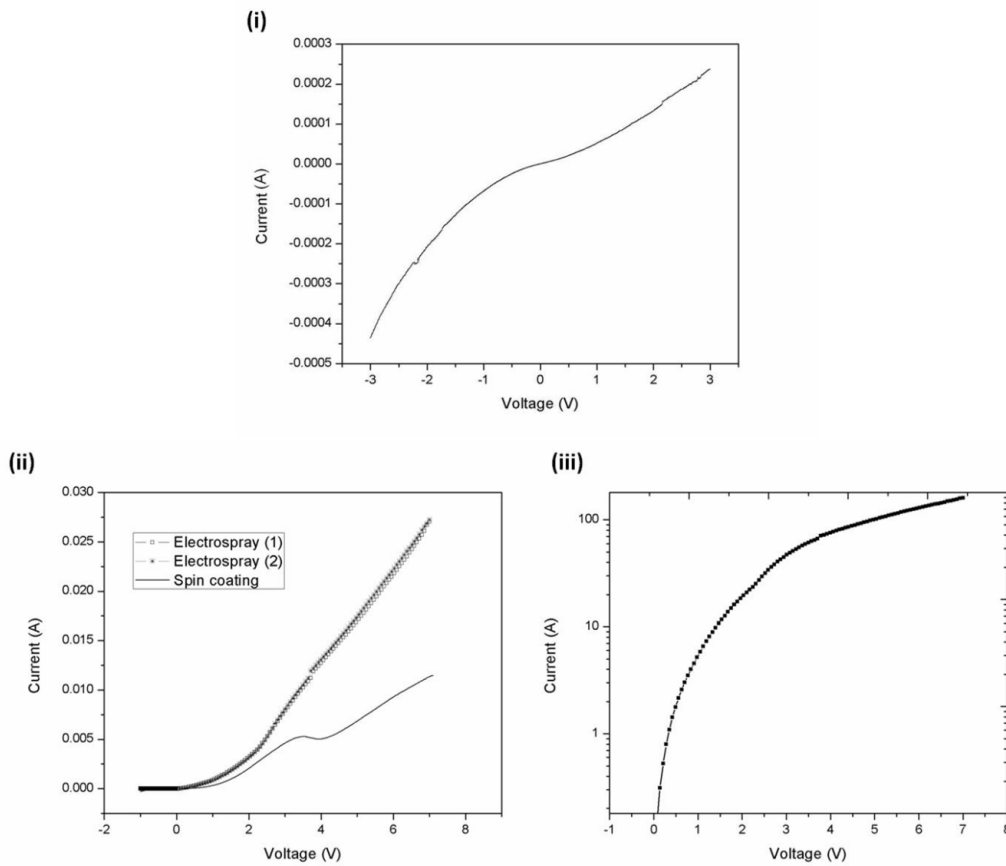 (i)
0.0003
0.0002
0.0001
0.0000
-0.0001
-0.0002
-0.0003
-0.0004
-0.0005
Current (A)
-3 -2 -1 0 1 2 3
Voltage (V)
(ii)
0.030
0.025
0.020
0.015
0.010
0.005
0.000
Current (A)
Electrospray (1)
Electrospray (2)
Spin coating
-2 0 2 4 6 8
Voltage (V)
(iii)
100
10
1
Current (A)
-1 0 1 2 3 4 5 6 7 8
Voltage (V)